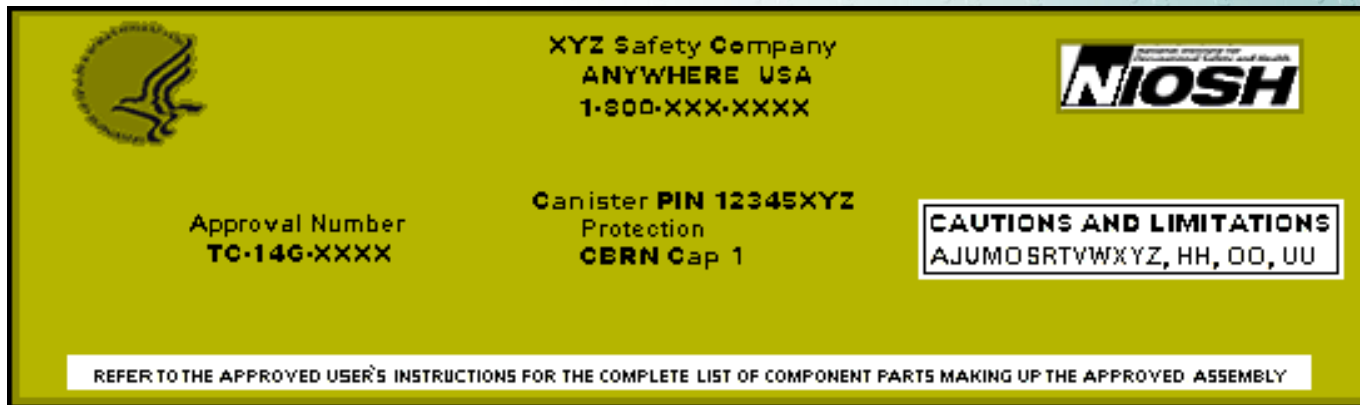 XYZ Safety Company
ANYWHERE USA
1-800-XXX-XXXX
NIOSH
Approval Number
TC-14G-XXXX
Canister PIN 12345XYZ
Protection
CBRN Cap 1
CAUTIONS AND LIMITATIONS
AJUMOSRTVWXYZ, HH, OO, UU
REFER TO THE APPROVED USER'S INSTRUCTIONS FOR THE COMPLETE LIST OF COMPONENT PARTS MAKING UP THE APPROVED ASSEMBLY